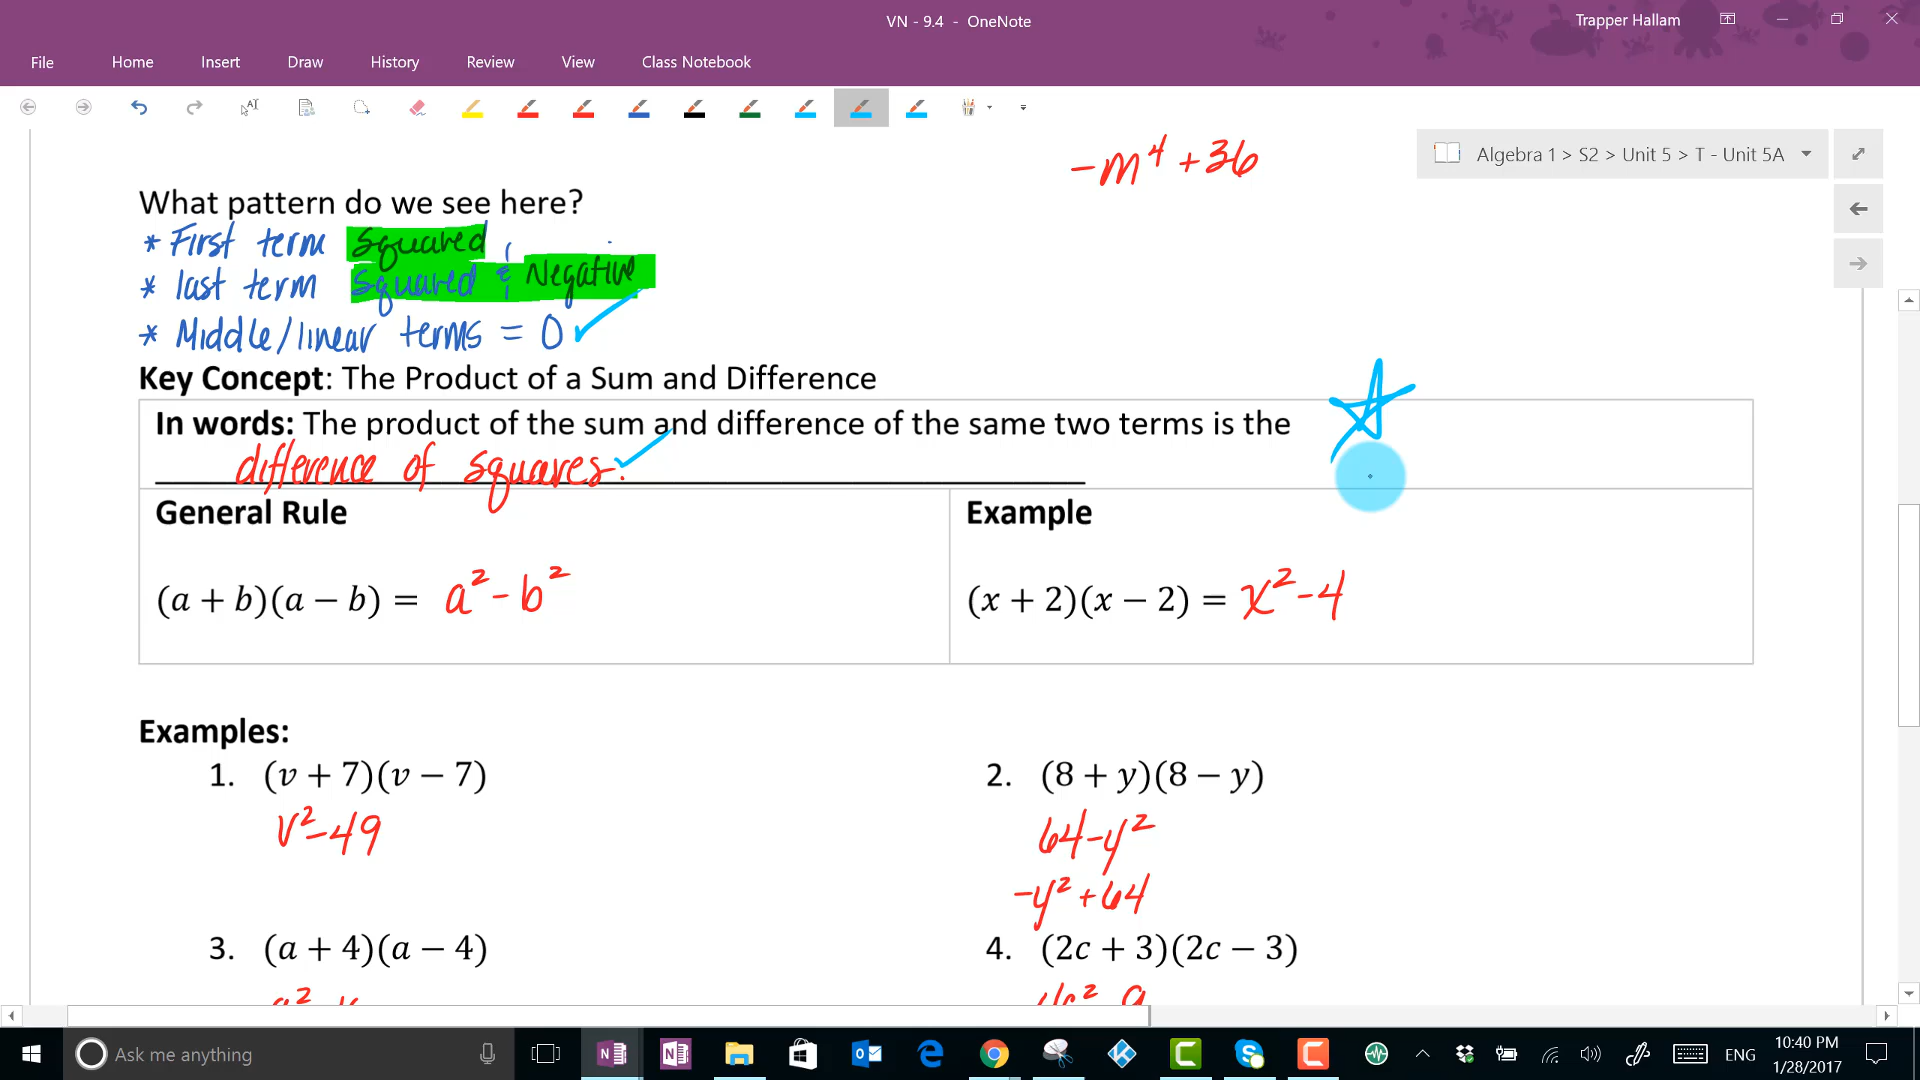 VN - 9.4 - OneNote
Trapper Hallam
File Home Insert Draw History Review View Class Notebook
-m⁴ + 36
Algebra 1 > S2 > Unit 5 > T - Unit 5A
What pattern do we see here?
* First term Squared
* last term Squared & Negative
* Middle/linear terms = 0 ✓
Key Concept: The Product of a Sum and Difference
In words: The product of the sum and difference of the same two terms is the
difference of squares. ✓
General Rule
Example
(a + b)(a − b) = a² - b²
(x + 2)(x − 2) = x² - 4
Examples:
1. (v + 7)(v − 7)
2. (8 + y)(8 − y)
v² - 49
64 - y²
-y² + 64
3. (a + 4)(a − 4)
4. (2c + 3)(2c − 3)
Ask me anything
ENG
10:40 PM
1/28/2017